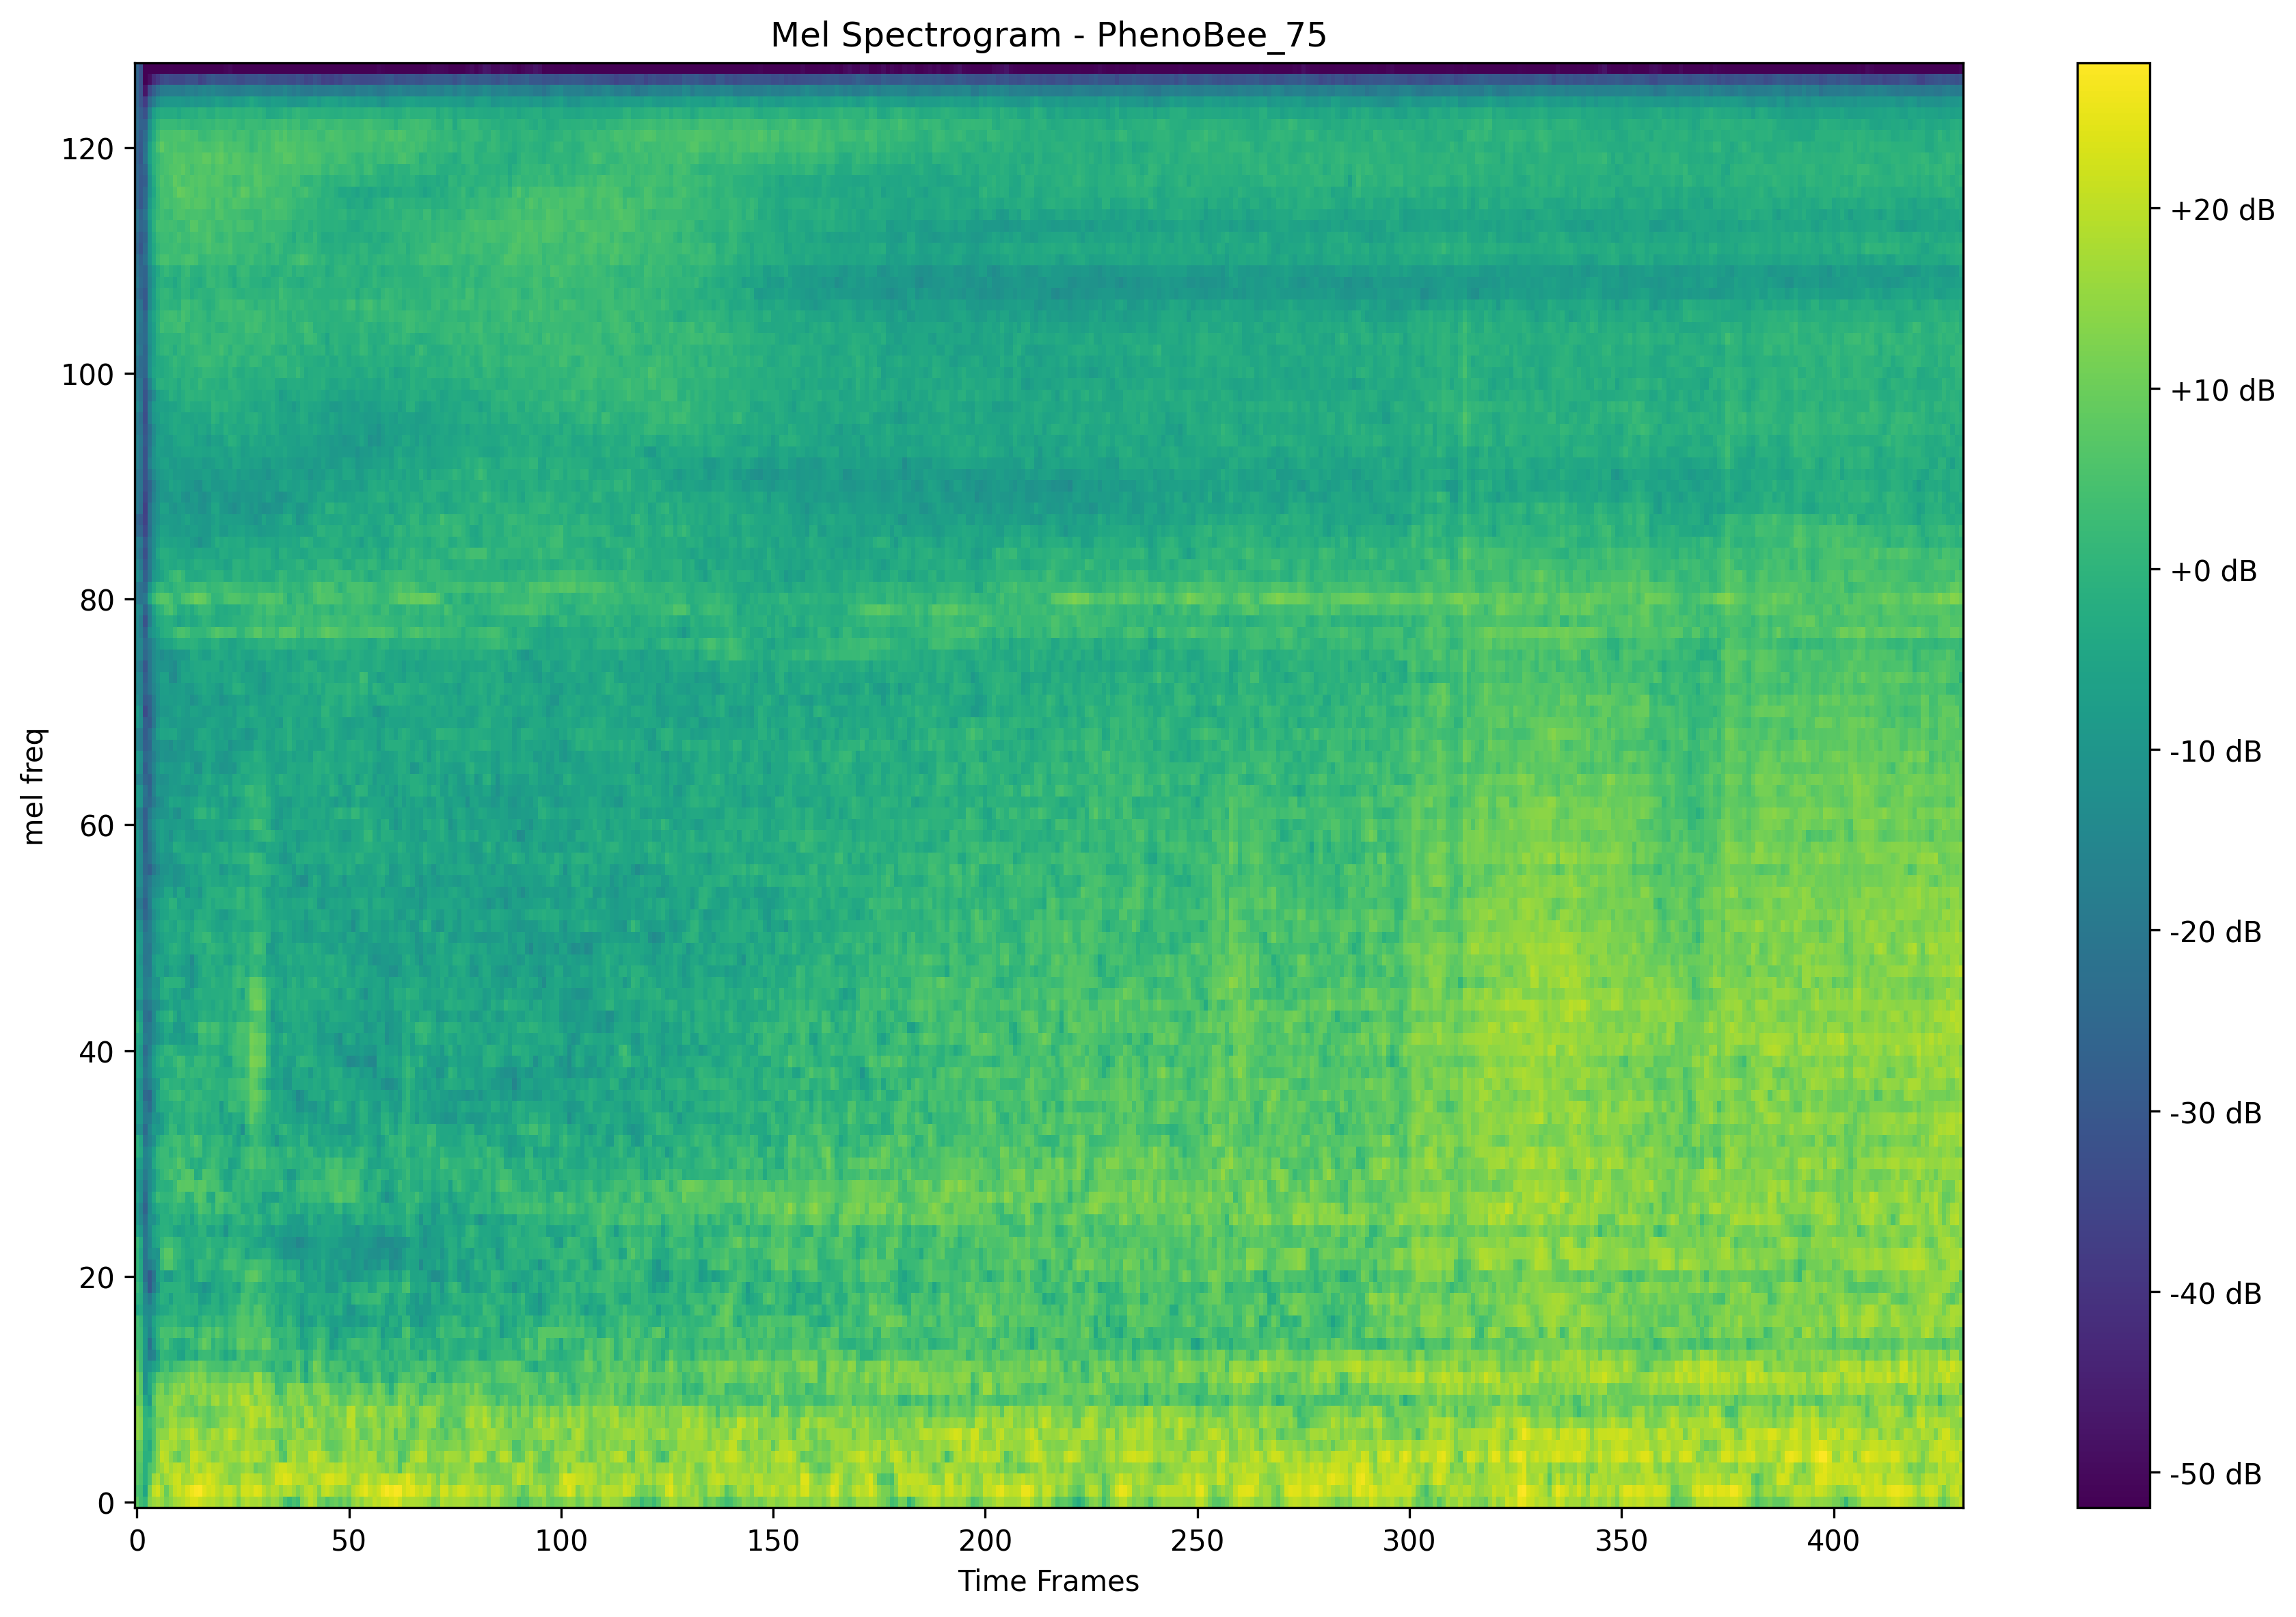 Mel Spectrogram - PhenoBee_75
mel freq
120
100
80
60
40
20
0
0 50 100 150 200 250 300 350 400
Time Frames
+20 dB
+10 dB
+0 dB
-10 dB
-20 dB
-30 dB
-40 dB
-50 dB